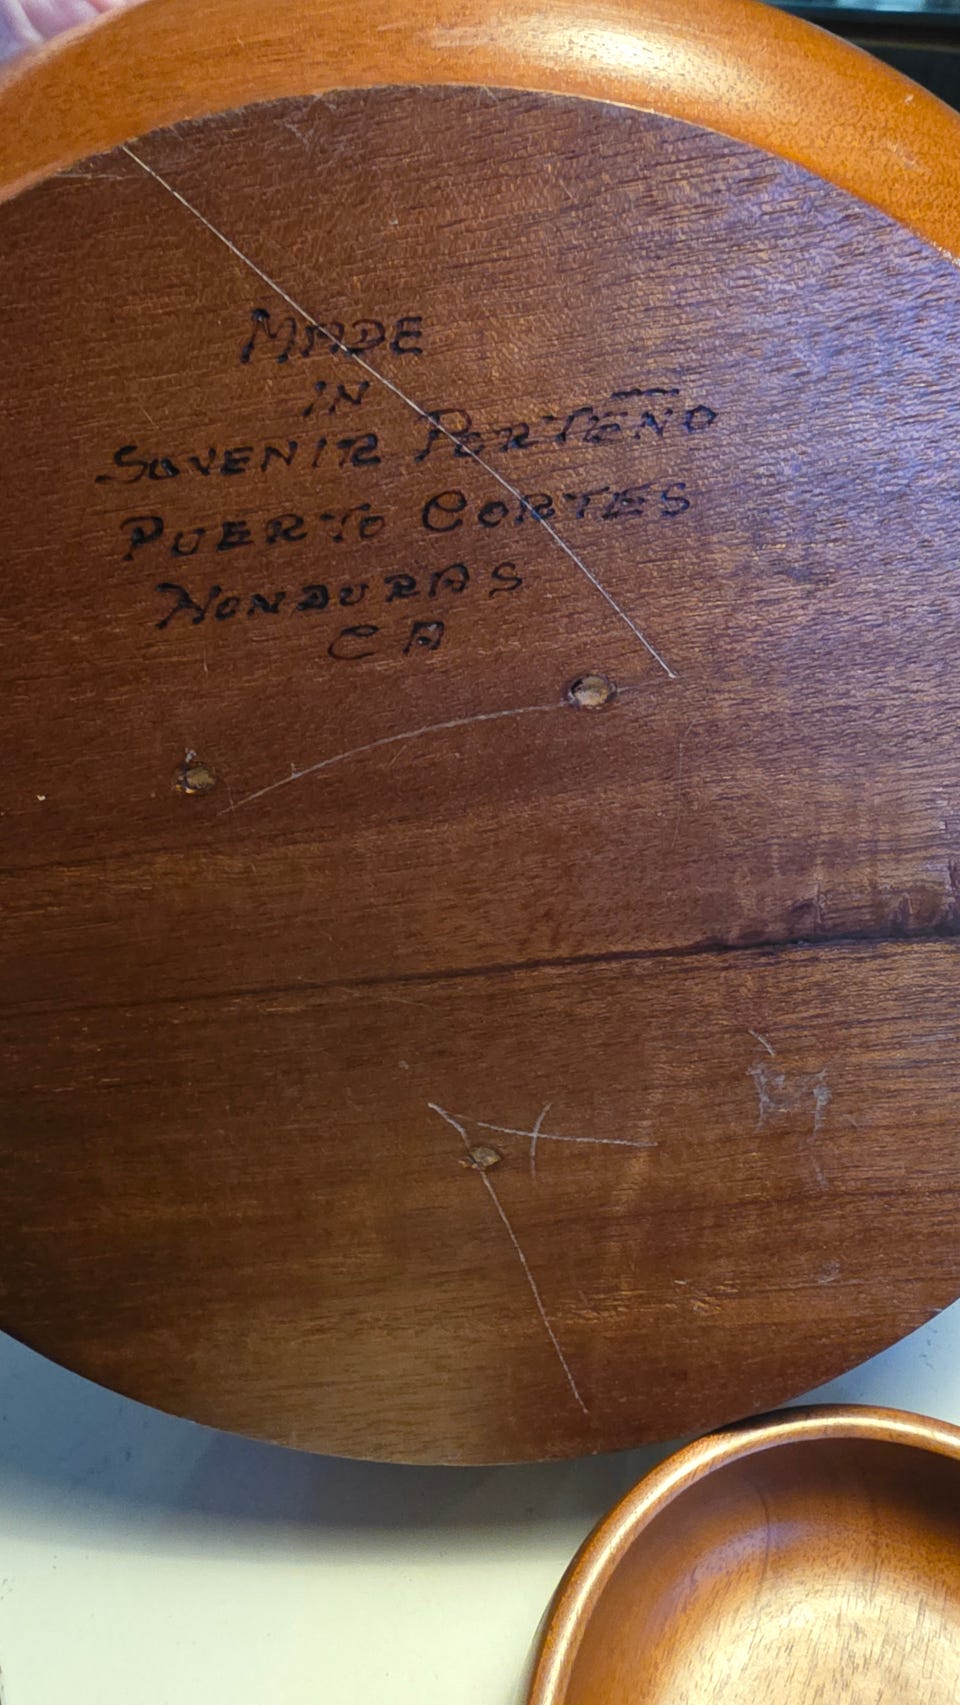 MADE
IN
SOVENIR PORTEÑO
PUERTO CORTES
HONDURAS
CA